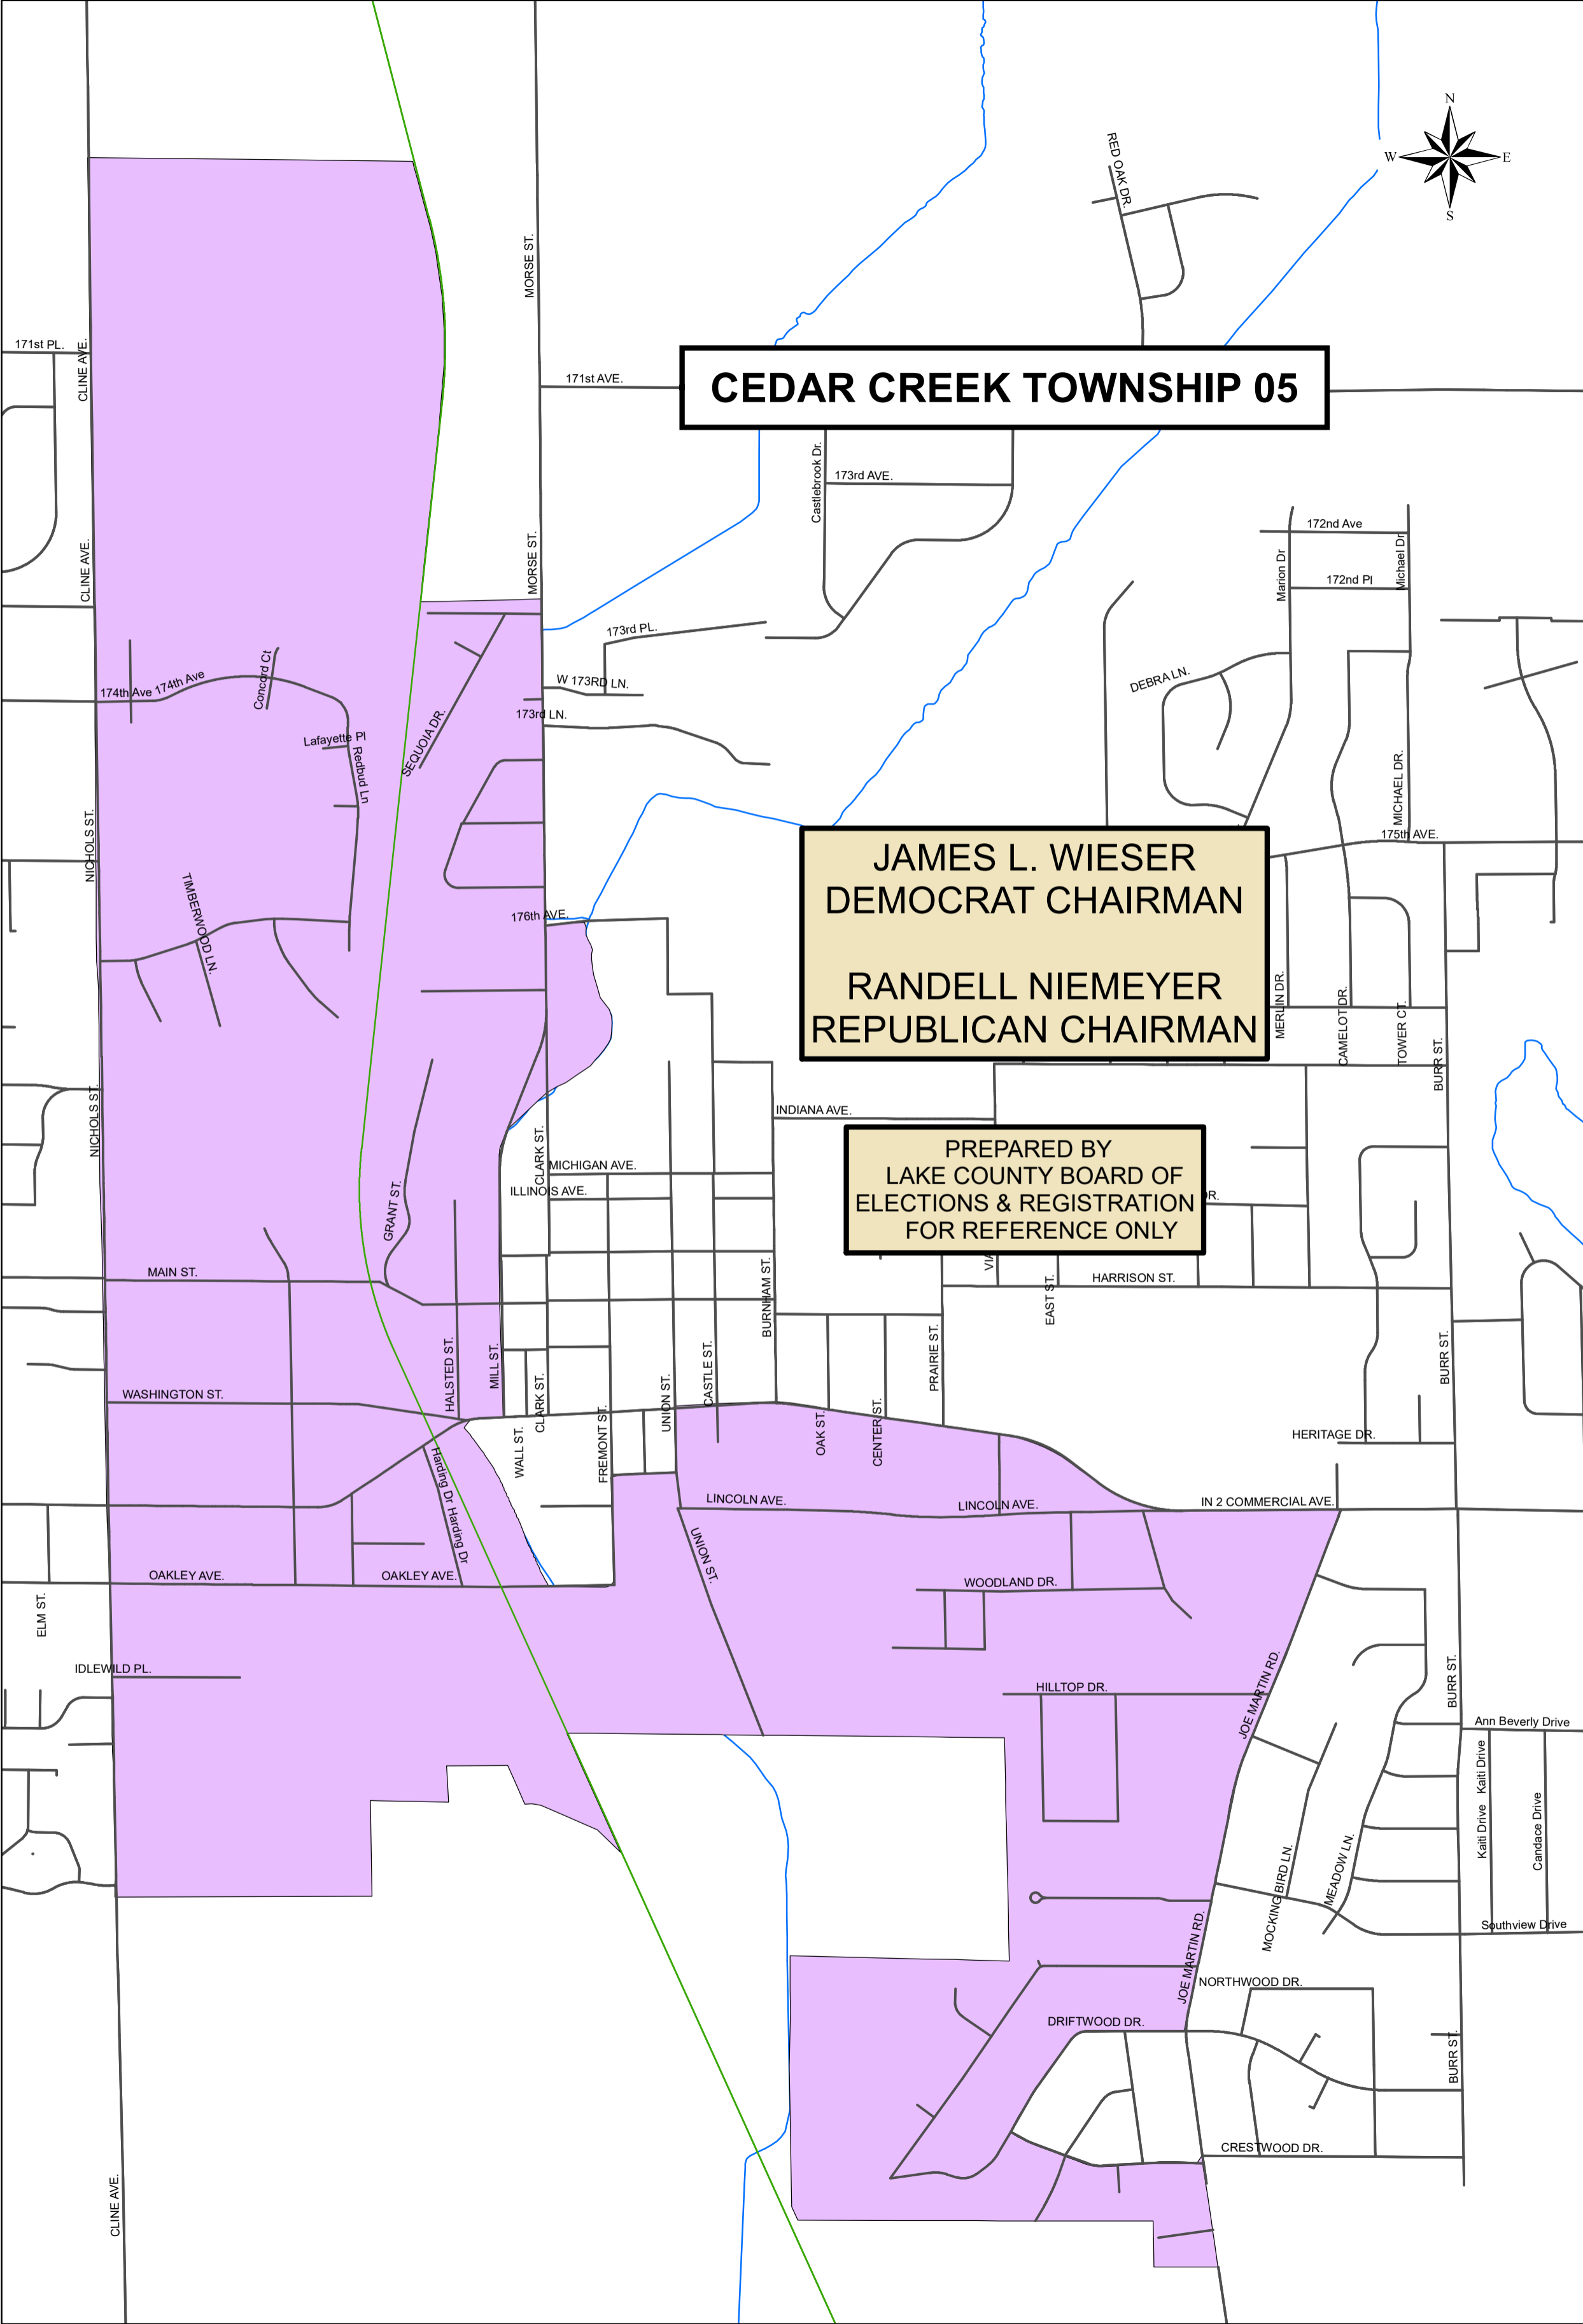 N
W E
S
RED OAK DR.
MORSE ST.
171st PL.
CLINE AVE.
171st AVE.
CEDAR CREEK TOWNSHIP 05
Castlebrook Dr.
173rd AVE.
172nd Ave
Marion Dr
Michael Dr
172nd Pl
CLINE AVE.
MORSE ST.
173rd PL.
174th Ave
174th Ave
Concord Ct
W 173RD LN.
DEBRA LN.
173rd LN.
Lafayette Pl
Redbud Ln
SEQUOIA DR.
MICHAEL DR.
175th AVE.
NICHOLS ST.
JAMES L. WIESER
DEMOCRAT CHAIRMAN
RANDELL NIEMEYER
REPUBLICAN CHAIRMAN
TIMBERWOOD LN.
176th AVE.
MERLIN DR.
CAMELOT DR.
TOWER CT.
BURR ST.
NICHOLS ST.
INDIANA AVE.
CLARK ST.
MICHIGAN AVE.
ILLINOIS AVE.
PREPARED BY
LAKE COUNTY BOARD OF
ELECTIONS & REGISTRATION
FOR REFERENCE ONLY
DR.
GRANT ST.
MAIN ST.
BURNHAM ST.
VIA
EAST ST.
HARRISON ST.
HALSTED ST.
MILL ST.
CLARK ST.
CASTLE ST.
UNION ST.
PRAIRIE ST.
BURR ST.
WASHINGTON ST.
WALL ST.
FREMONT ST.
OAK ST.
CENTER ST.
HERITAGE DR.
Harding Dr
Harding Dr
LINCOLN AVE.
LINCOLN AVE.
IN 2 COMMERCIAL AVE.
UNION ST.
OAKLEY AVE.
OAKLEY AVE.
WOODLAND DR.
ELM ST.
IDLEWILD PL.
HILLTOP DR.
JOE MARTIN RD.
BURR ST.
Ann Beverly Drive
Kaiti Drive
Kaiti Drive
Candace Drive
MOCKING BIRD LN.
MEADOW LN.
Southview Drive
JOE MARTIN RD.
NORTHWOOD DR.
DRIFTWOOD DR.
BURR ST.
CRESTWOOD DR.
CLINE AVE.